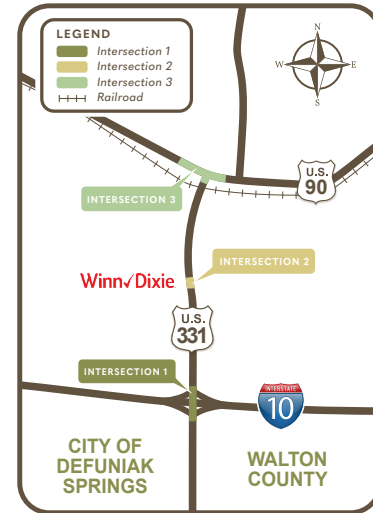 LEGEND
Intersection 1
Intersection 2
Intersection 3
Railroad
N
W
E
S
U.S.
90
INTERSECTION 3
INTERSECTION 2
Winn✓Dixie
U.S.
331
INTERSECTION 1
INTERSTATE
10
CITY OF
DEFUNIAK
SPRINGS
WALTON
COUNTY